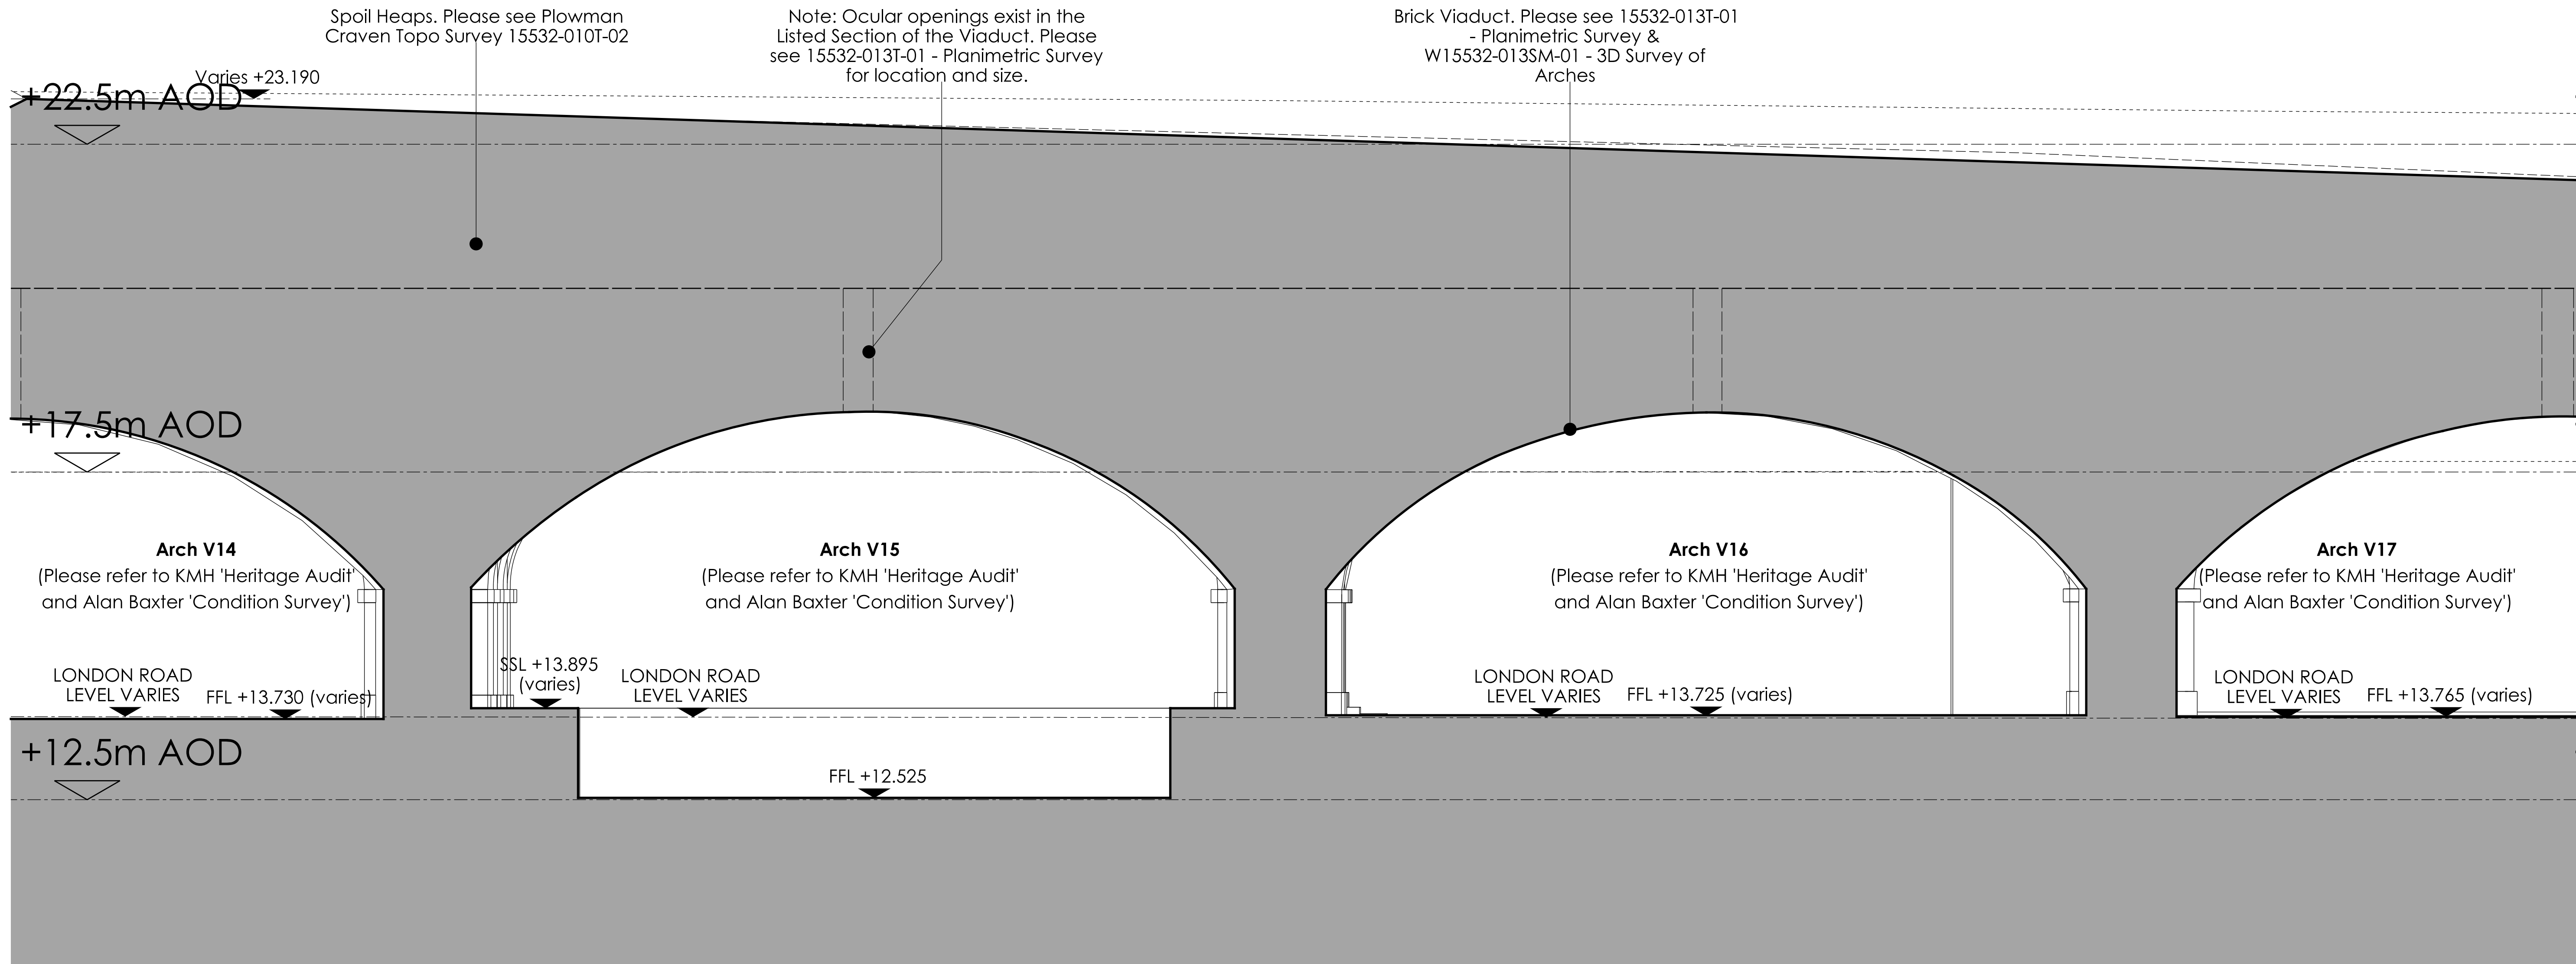 Spoil Heaps. Please see Plowman
Craven Topo Survey 15532-010T-02
Note: Ocular openings exist in the
Listed Section of the Viaduct. Please
see 15532-013T-01 - Planimetric Survey
for location and size.
Brick Viaduct. Please see 15532-013T-01
- Planimetric Survey &
W15532-013SM-01 - 3D Survey of
Arches
Varies +23.190
+22.5m AOD
+17.5m AOD
Arch V14
(Please refer to KMH 'Heritage Audit'
and Alan Baxter 'Condition Survey')
Arch V15
(Please refer to KMH 'Heritage Audit'
and Alan Baxter 'Condition Survey')
Arch V16
(Please refer to KMH 'Heritage Audit'
and Alan Baxter 'Condition Survey')
Arch V17
(Please refer to KMH 'Heritage Audit'
and Alan Baxter 'Condition Survey')
LONDON ROAD
LEVEL VARIES
FFL +13.730 (varies)
SSL +13.895
(varies)
LONDON ROAD
LEVEL VARIES
LONDON ROAD
LEVEL VARIES
FFL +13.725 (varies)
LONDON ROAD
LEVEL VARIES
FFL +13.765 (varies)
+12.5m AOD
FFL +12.525